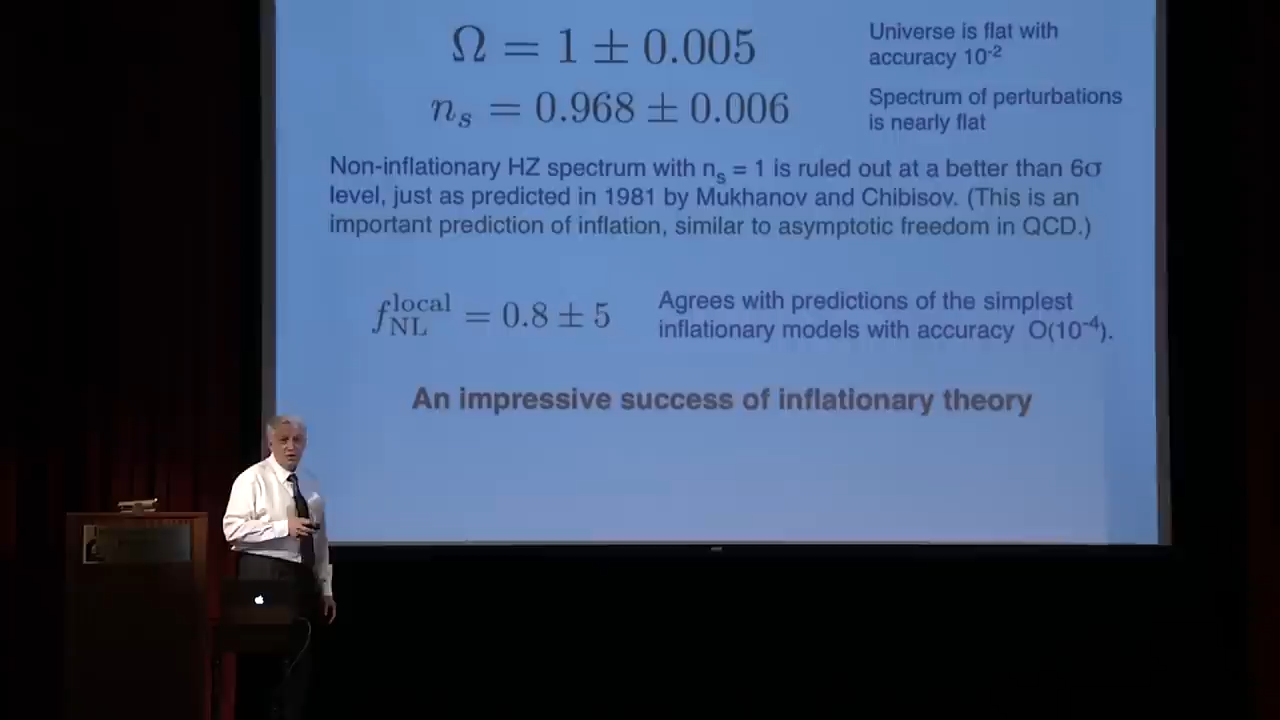 Ω = 1 ± 0.005
Universe is flat with
accuracy 10⁻²
nₛ = 0.968 ± 0.006
Spectrum of perturbations
is nearly flat
Non-inflationary HZ spectrum with nₛ = 1 is ruled out at a better than 6σ
level, just as predicted in 1981 by Mukhanov and Chibisov. (This is an
important prediction of inflation, similar to asymptotic freedom in QCD.)
f_NL^local = 0.8 ± 5
Agrees with predictions of the simplest
inflationary models with accuracy O(10⁻⁴).
An impressive success of inflationary theory